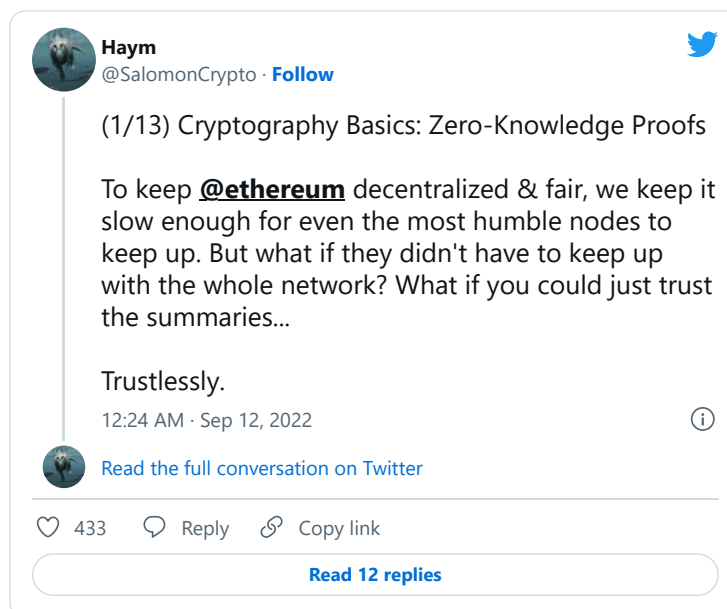 Haym
@SalomonCrypto · Follow
(1/13) Cryptography Basics: Zero-Knowledge Proofs
To keep @ethereum decentralized & fair, we keep it
slow enough for even the most humble nodes to
keep up. But what if they didn't have to keep up
with the whole network? What if you could just trust
the summaries...
Trustlessly.
12:24 AM · Sep 12, 2022
Read the full conversation on Twitter
433 Reply Copy link
Read 12 replies